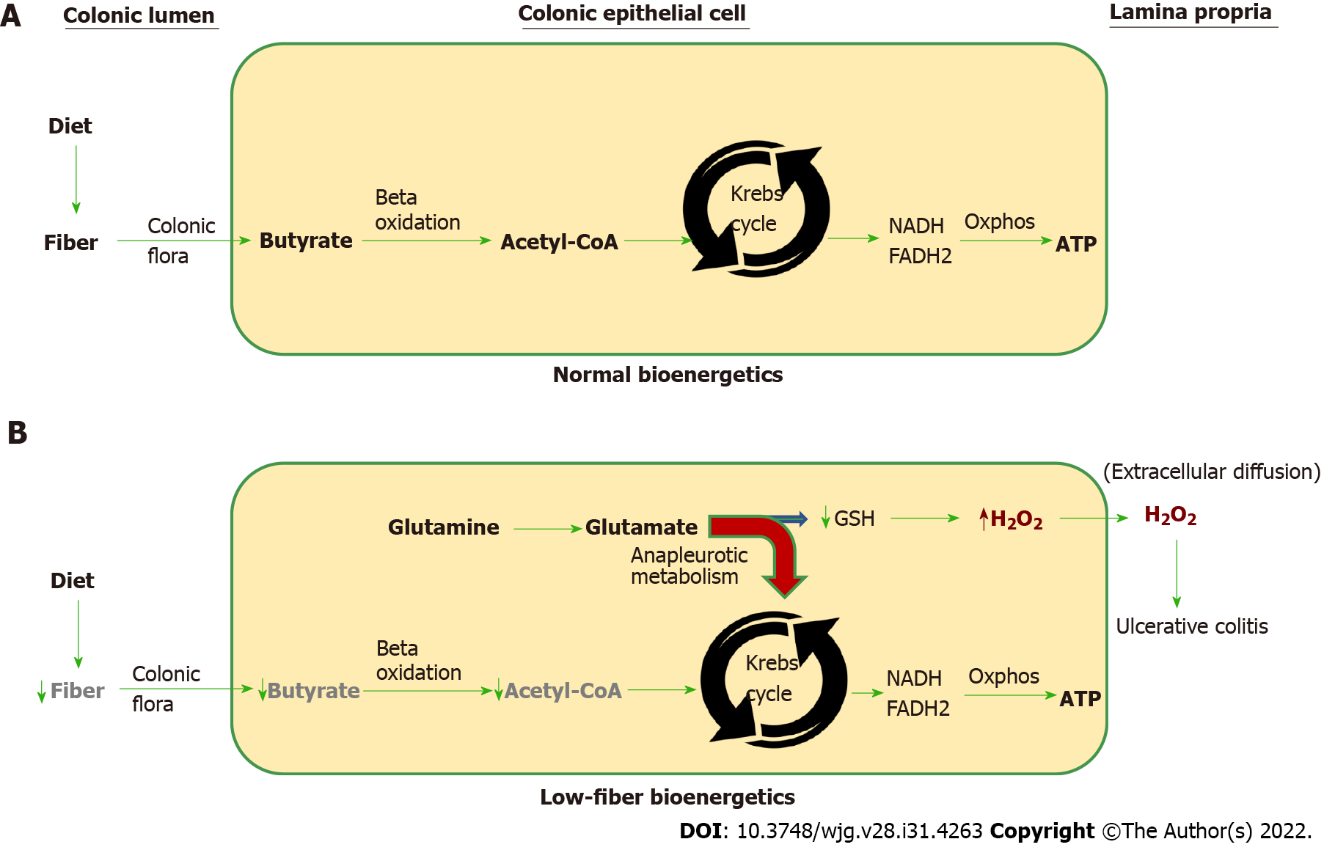 A
Colonic lumen
Colonic epithelial cell
Lamina propria
Diet
Fiber
Colonic
flora
Butyrate
Beta
oxidation
Acetyl-CoA
Krebs
cycle
NADH
FADH2
Oxphos
ATP
Normal bioenergetics
B
(Extracellular diffusion)
Glutamine
Glutamate
↓GSH
↑H₂O₂
H₂O₂
Anapleurotic
metabolism
Ulcerative colitis
Diet
↓Fiber
Colonic
flora
↓Butyrate
Beta
oxidation
↓Acetyl-CoA
Krebs
cycle
NADH
FADH2
Oxphos
ATP
Low-fiber bioenergetics
DOI: 10.3748/wjg.v28.i31.4263 Copyright ©The Author(s) 2022.